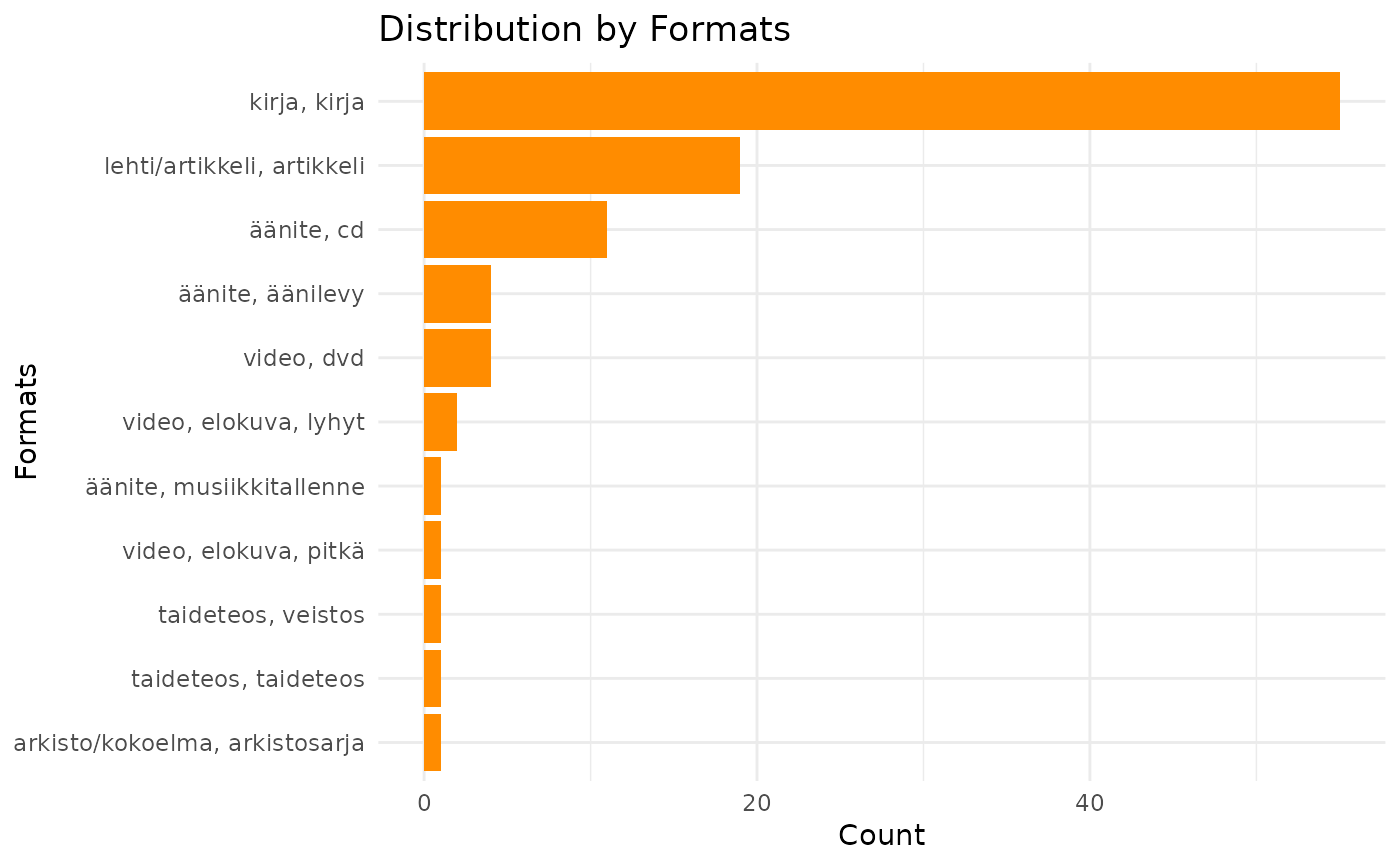 Distribution by Formats
Formats
kirja, kirja
lehti/artikkeli, artikkeli
äänite, cd
äänite, äänilevy
video, dvd
video, elokuva, lyhyt
äänite, musiikkitallenne
video, elokuva, pitkä
taideteos, veistos
taideteos, taideteos
arkisto/kokoelma, arkistosarja
0 20 40
Count